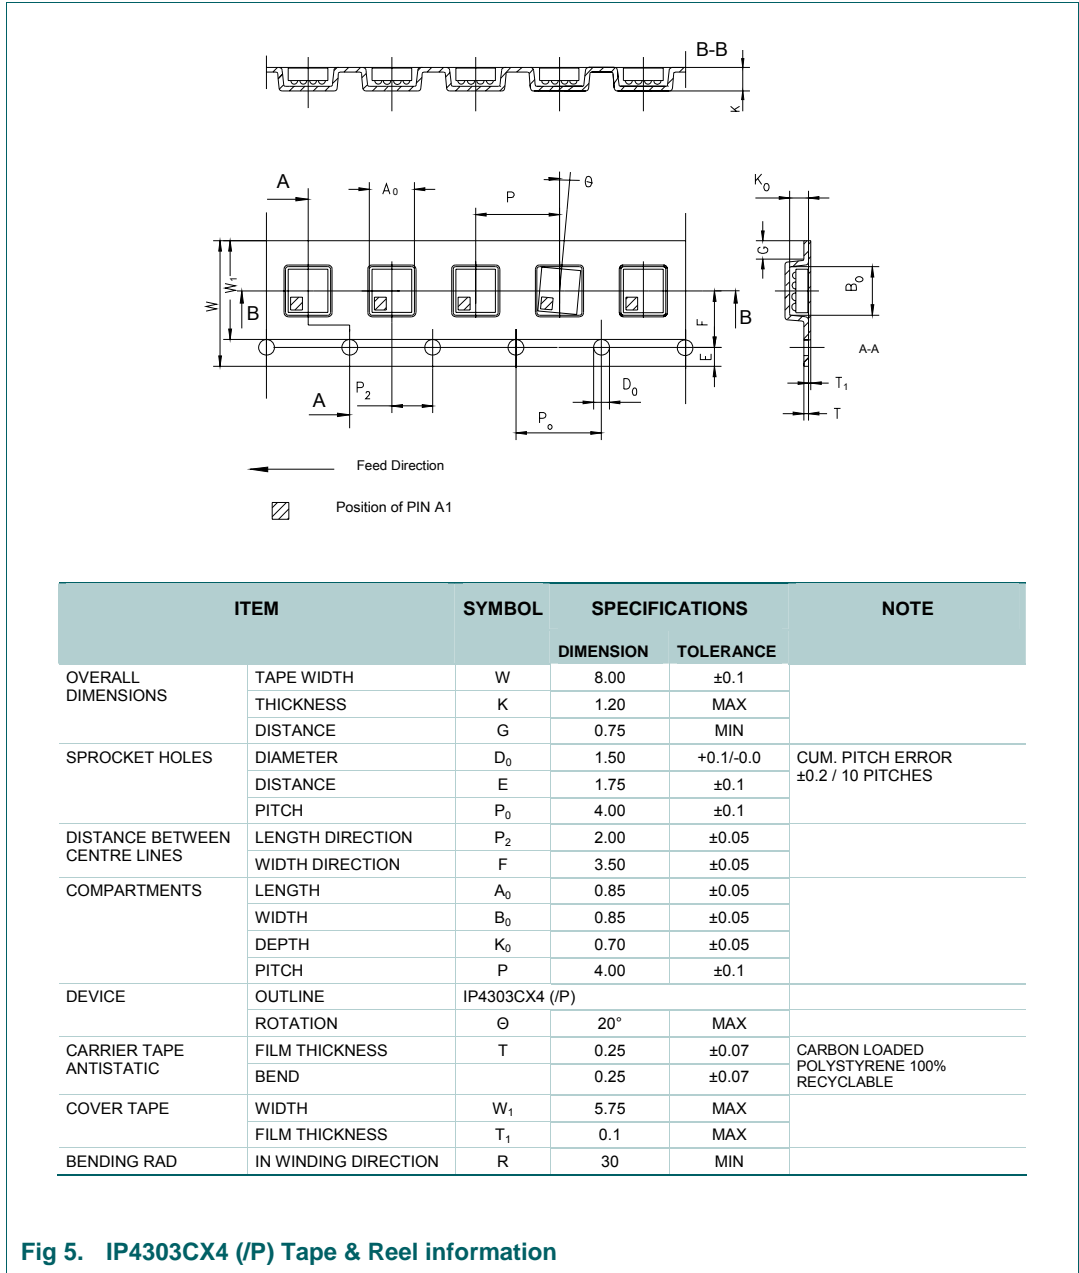 B-B
K
A
A0
P
Θ
K0
G
W
W1
B
F
B
B0
E
A-A
A
P2
D0
T1
P0
T
Feed Direction
Position of PIN A1
ITEM SYMBOL SPECIFICATIONS NOTE
DIMENSION TOLERANCE
OVERALL DIMENSIONS TAPE WIDTH W 8.00 ±0.1
THICKNESS K 1.20 MAX
DISTANCE G 0.75 MIN
SPROCKET HOLES DIAMETER D0 1.50 +0.1/-0.0 CUM. PITCH ERROR ±0.2 / 10 PITCHES
DISTANCE E 1.75 ±0.1
PITCH P0 4.00 ±0.1
DISTANCE BETWEEN CENTRE LINES LENGTH DIRECTION P2 2.00 ±0.05
WIDTH DIRECTION F 3.50 ±0.05
COMPARTMENTS LENGTH A0 0.85 ±0.05
WIDTH B0 0.85 ±0.05
DEPTH K0 0.70 ±0.05
PITCH P 4.00 ±0.1
DEVICE OUTLINE IP4303CX4 (/P)
ROTATION Θ 20° MAX
CARRIER TAPE ANTISTATIC FILM THICKNESS T 0.25 ±0.07 CARBON LOADED POLYSTYRENE 100% RECYCLABLE
BEND 0.25 ±0.07
COVER TAPE WIDTH W1 5.75 MAX
FILM THICKNESS T1 0.1 MAX
BENDING RAD IN WINDING DIRECTION R 30 MIN
Fig 5. IP4303CX4 (/P) Tape & Reel information